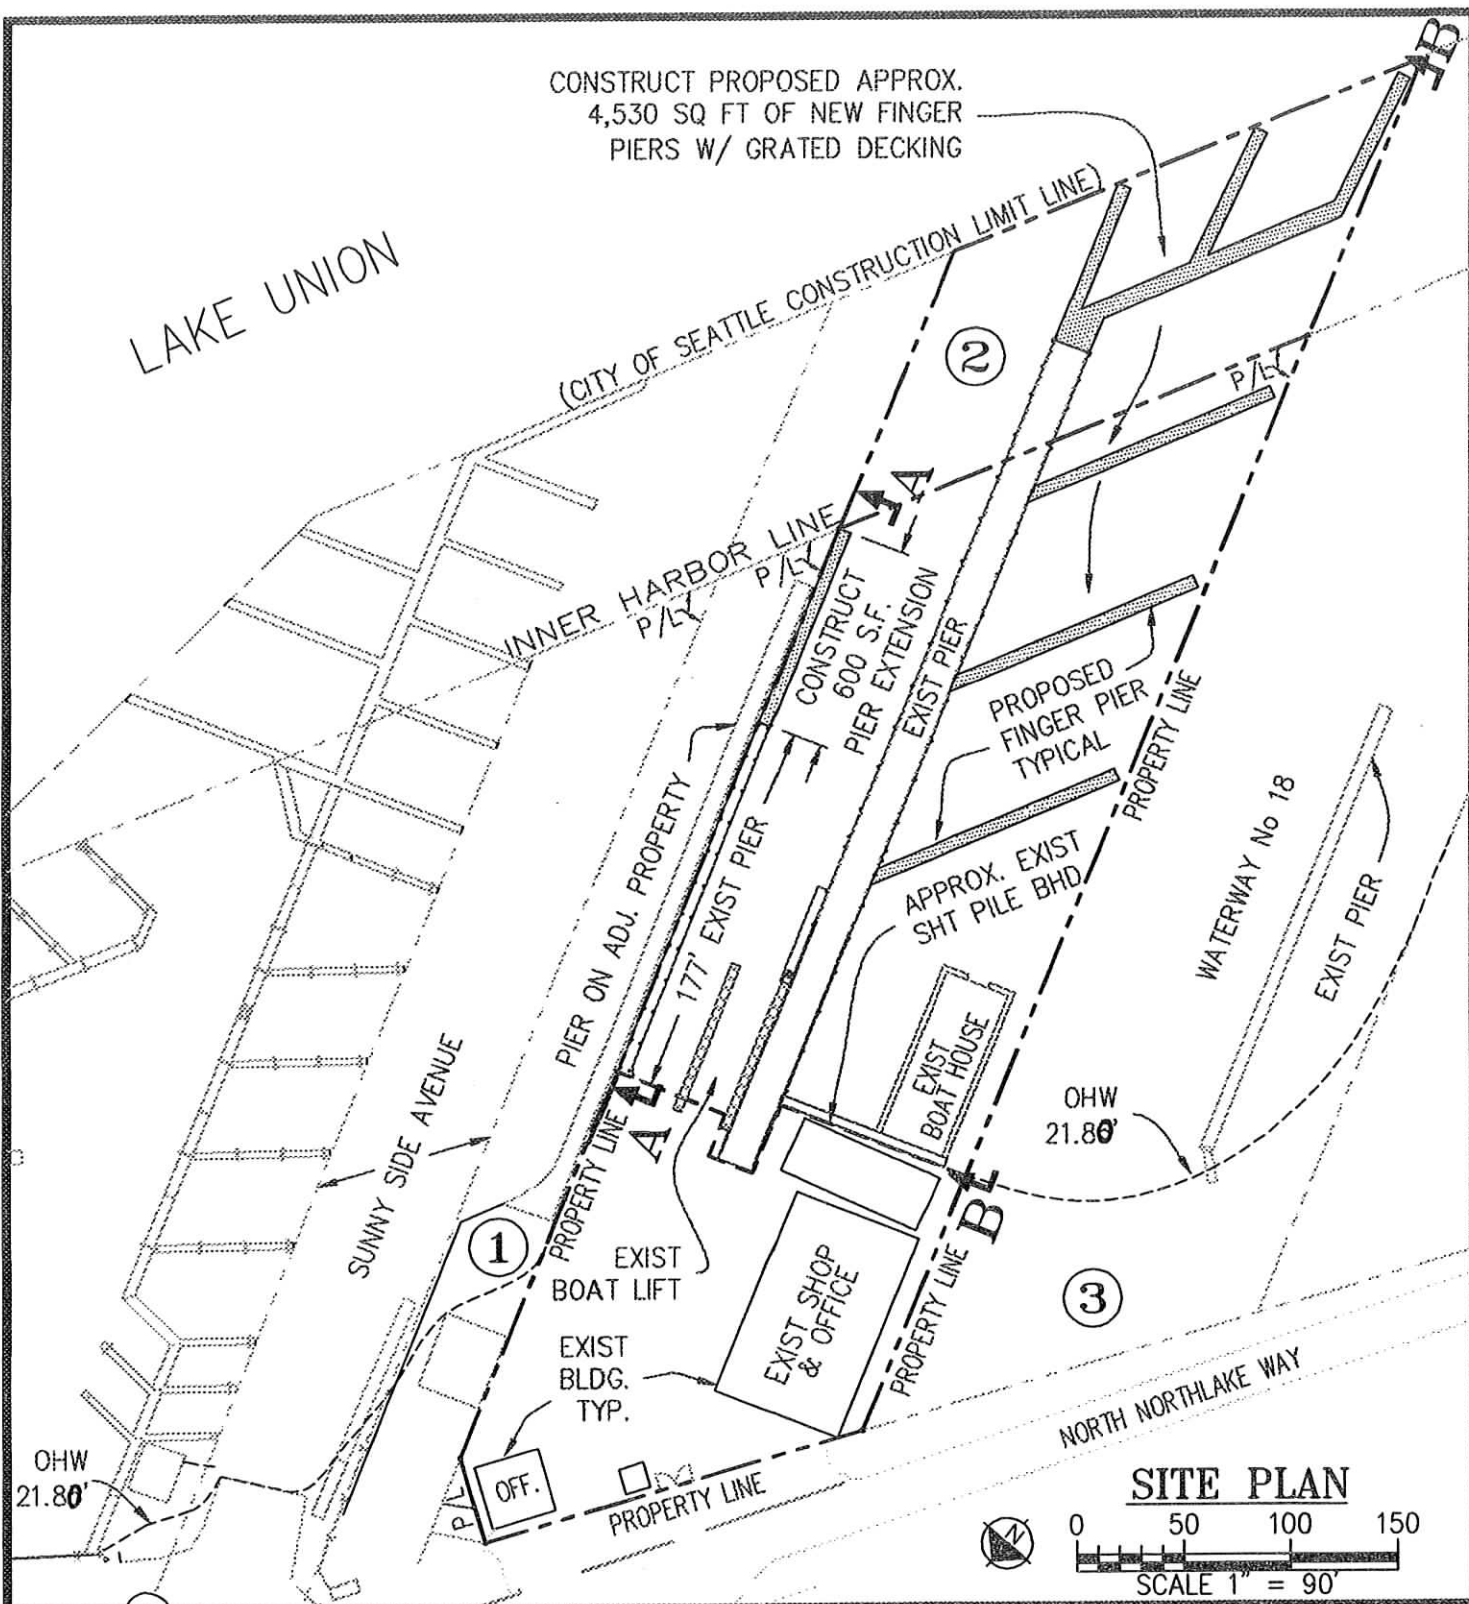 CONSTRUCT PROPOSED APPROX.
4,530 SQ FT OF NEW FINGER
PIERS W/ GRATED DECKING
B
LAKE UNION
(CITY OF SEATTLE CONSTRUCTION LIMIT LINE)
2
P/L
A
INNER HARBOR LINE
P/L
P/L
CONSTRUCT
600 S.F.
PIER EXTENSION
EXIST PIER
PROPOSED
FINGER PIER
TYPICAL
PROPERTY LINE
PIER ON ADJ. PROPERTY
177' EXIST PIER
APPROX. EXIST
SHT PILE BHD
WATERWAY No 18
EXIST PIER
EXIST
BOAT HOUSE
OHW
21.80'
SUNNY SIDE AVENUE
A
PROPERTY LINE
B
1
EXIST
BOAT LIFT
EXIST SHOP
& OFFICE
PROPERTY LINE
3
EXIST
BLDG.
TYP.
NORTH NORTHLAKE WAY
OHW
21.80'
P/L
OFF.
PROPERTY LINE
SITE PLAN
N
0 50 100 150
SCALE 1" = 90'